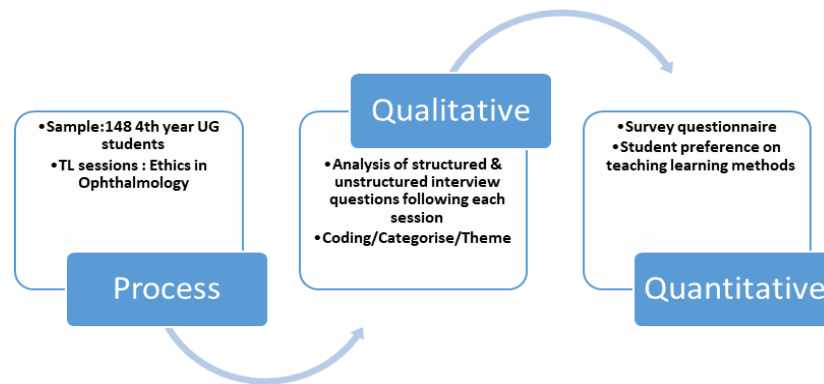 •Sample:148 4th year UG
students
•TL sessions : Ethics in
Ophthalmology
Process
Qualitative
•Analysis of structured &
unstructured interview
questions following each
session
•Coding/Categorise/Theme
•Survey questionnaire
•Student preference on
teaching learning methods
Quantitative